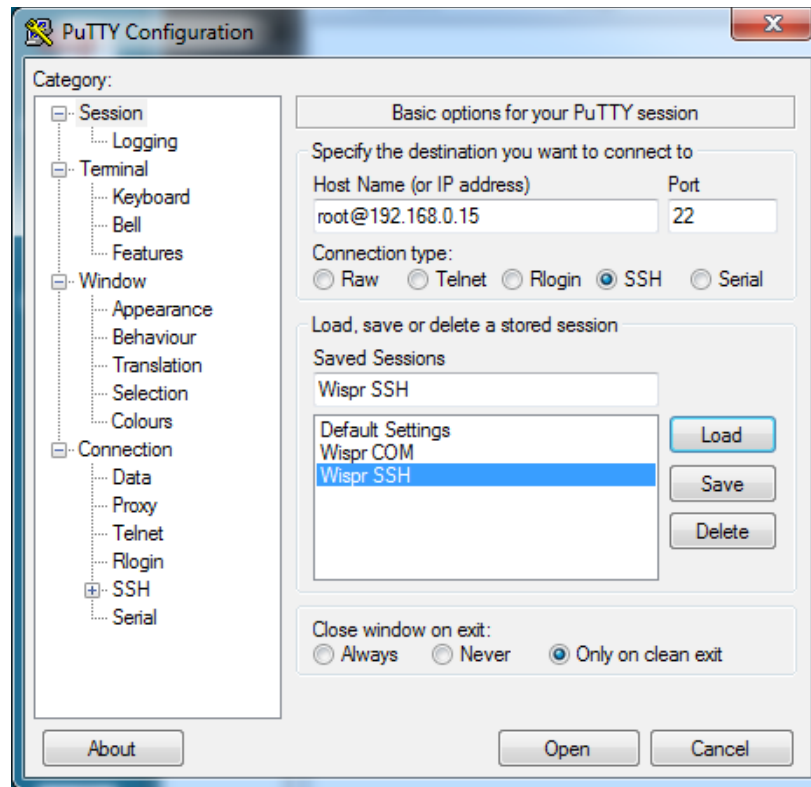 PuTTY Configuration
X
Category:
Session
Logging
Terminal
Keyboard
Bell
Features
Window
Appearance
Behaviour
Translation
Selection
Colours
Connection
Data
Proxy
Telnet
Rlogin
SSH
Serial
Basic options for your PuTTY session
Specify the destination you want to connect to
Host Name (or IP address) Port
root@192.168.0.15 22
Connection type:
Raw Telnet Rlogin SSH Serial
Load, save or delete a stored session
Saved Sessions
Wispr SSH
Default Settings
Wispr COM
Wispr SSH
Load
Save
Delete
Close window on exit:
Always Never Only on clean exit
About Open Cancel